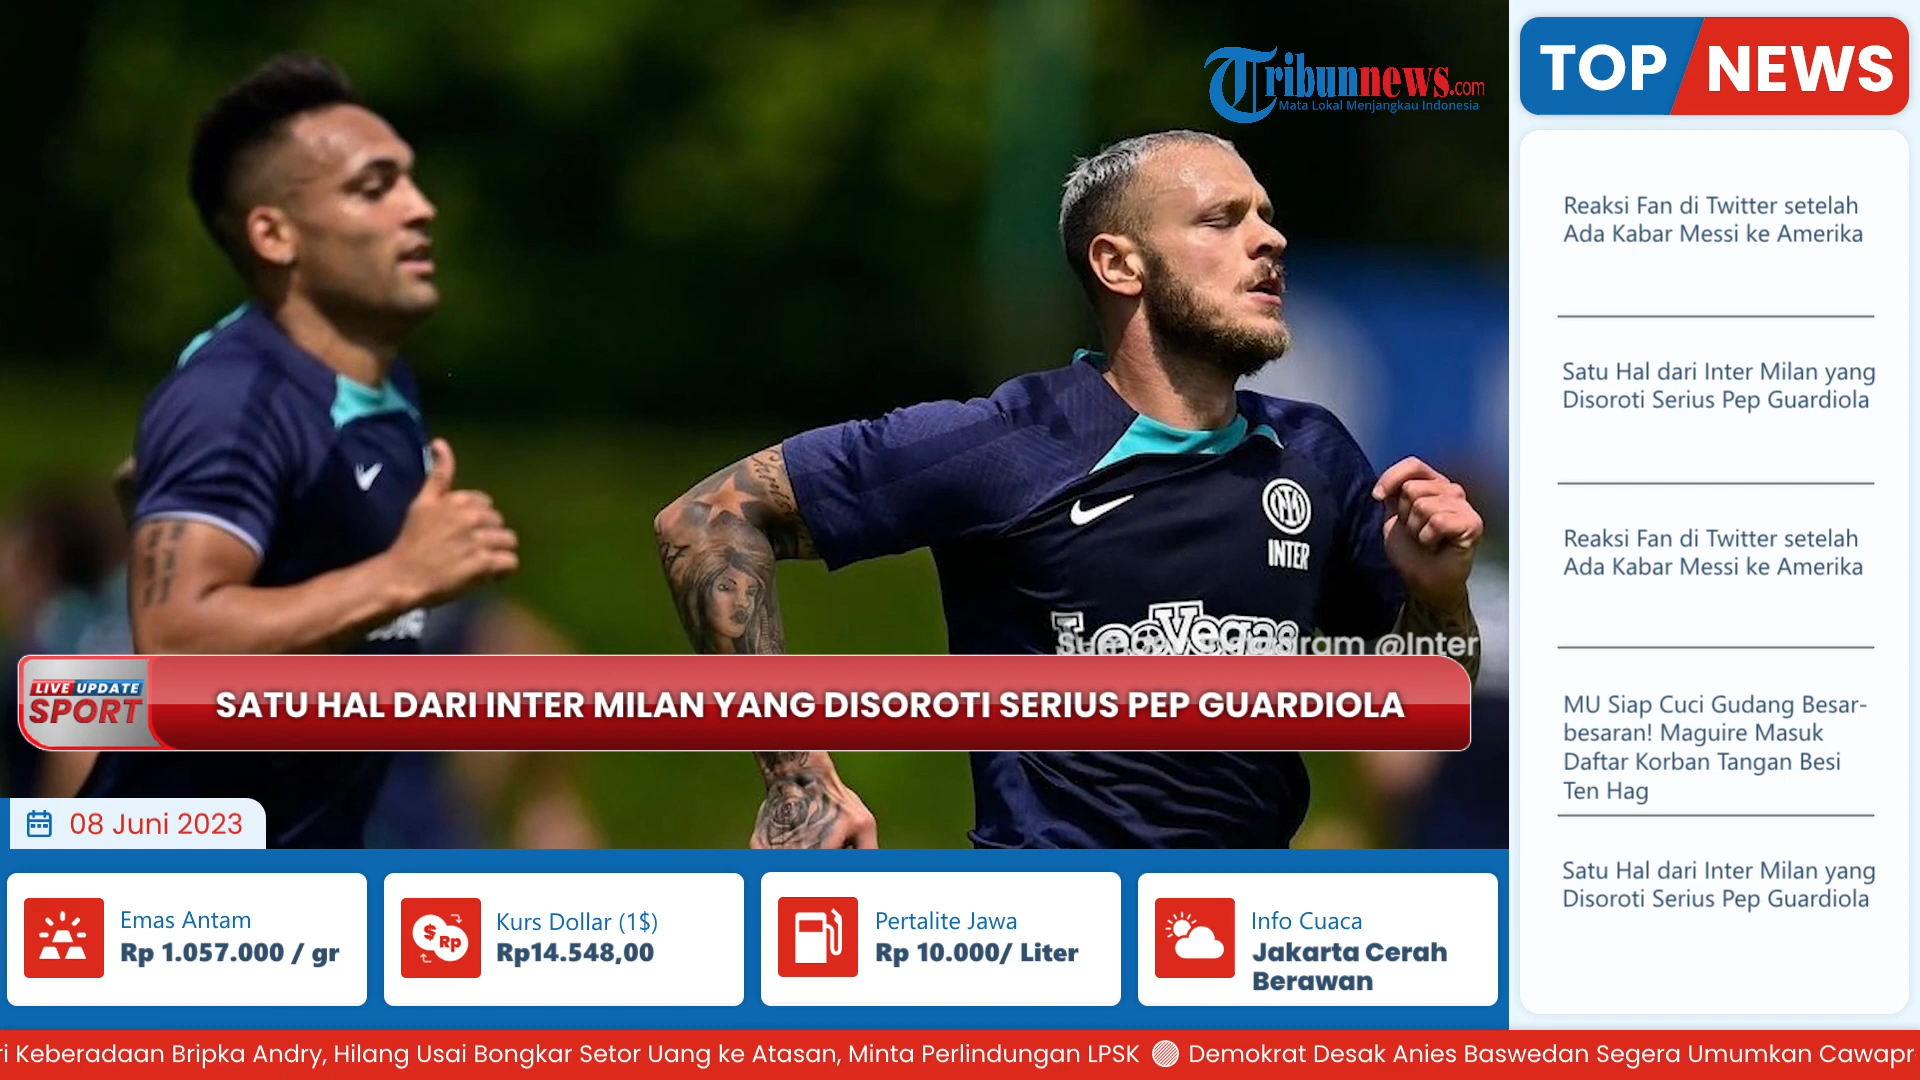 Tribunnews.com
Mata Lokal Menjangkau Indonesia
TOP NEWS
Reaksi Fan di Twitter setelah
Ada Kabar Messi ke Amerika
Satu Hal dari Inter Milan yang
Disoroti Serius Pep Guardiola
Reaksi Fan di Twitter setelah
Ada Kabar Messi ke Amerika
MU Siap Cuci Gudang Besar-
besaran! Maguire Masuk
Daftar Korban Tangan Besi
Ten Hag
Satu Hal dari Inter Milan yang
Disoroti Serius Pep Guardiola
INTER
LeoVegas
@Inter
LIVE UPDATE
SPORT
SATU HAL DARI INTER MILAN YANG DISOROTI SERIUS PEP GUARDIOLA
08 Juni 2023
Emas Antam
Rp 1.057.000 / gr
Kurs Dollar (1$)
Rp14.548,00
Pertalite Jawa
Rp 10.000/ Liter
Info Cuaca
Jakarta Cerah
Berawan
ri Keberadaan Bripka Andry, Hilang Usai Bongkar Setor Uang ke Atasan, Minta Perlindungan LPSK Demokrat Desak Anies Baswedan Segera Umumkan Cawapr